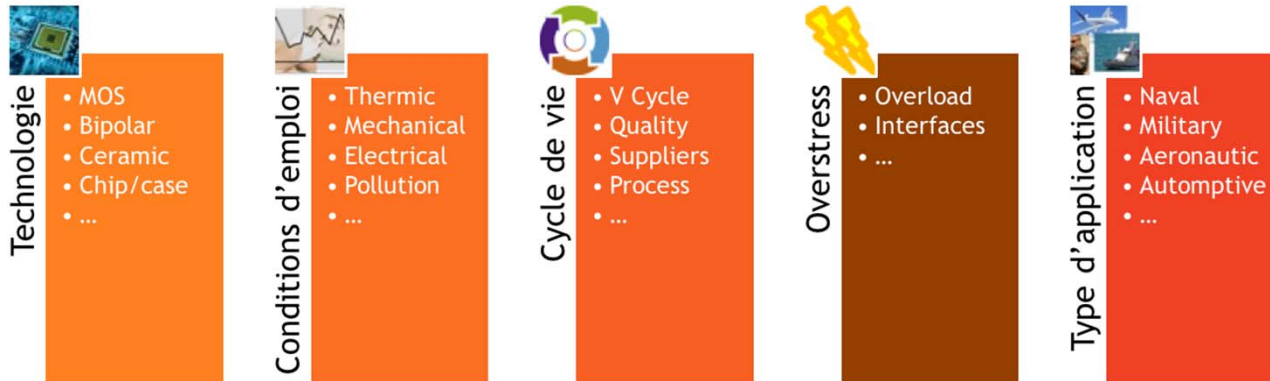 Technologie
• MOS
• Bipolar
• Ceramic
• Chip/case
• ...
Conditions d'emploi
• Thermic
• Mechanical
• Electrical
• Pollution
• ...
Cycle de vie
• V Cycle
• Quality
• Suppliers
• Process
• ...
Overstress
• Overload
• Interfaces
• ...
Type d'application
• Naval
• Military
• Aeronautic
• Automptive
• ...